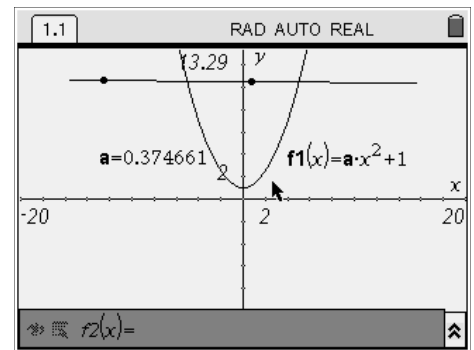 1.1 RAD AUTO REAL
13.29 y
a=0.374661 2 f1(x)=a·x²+1
x
-20 2 20
f2(x)=